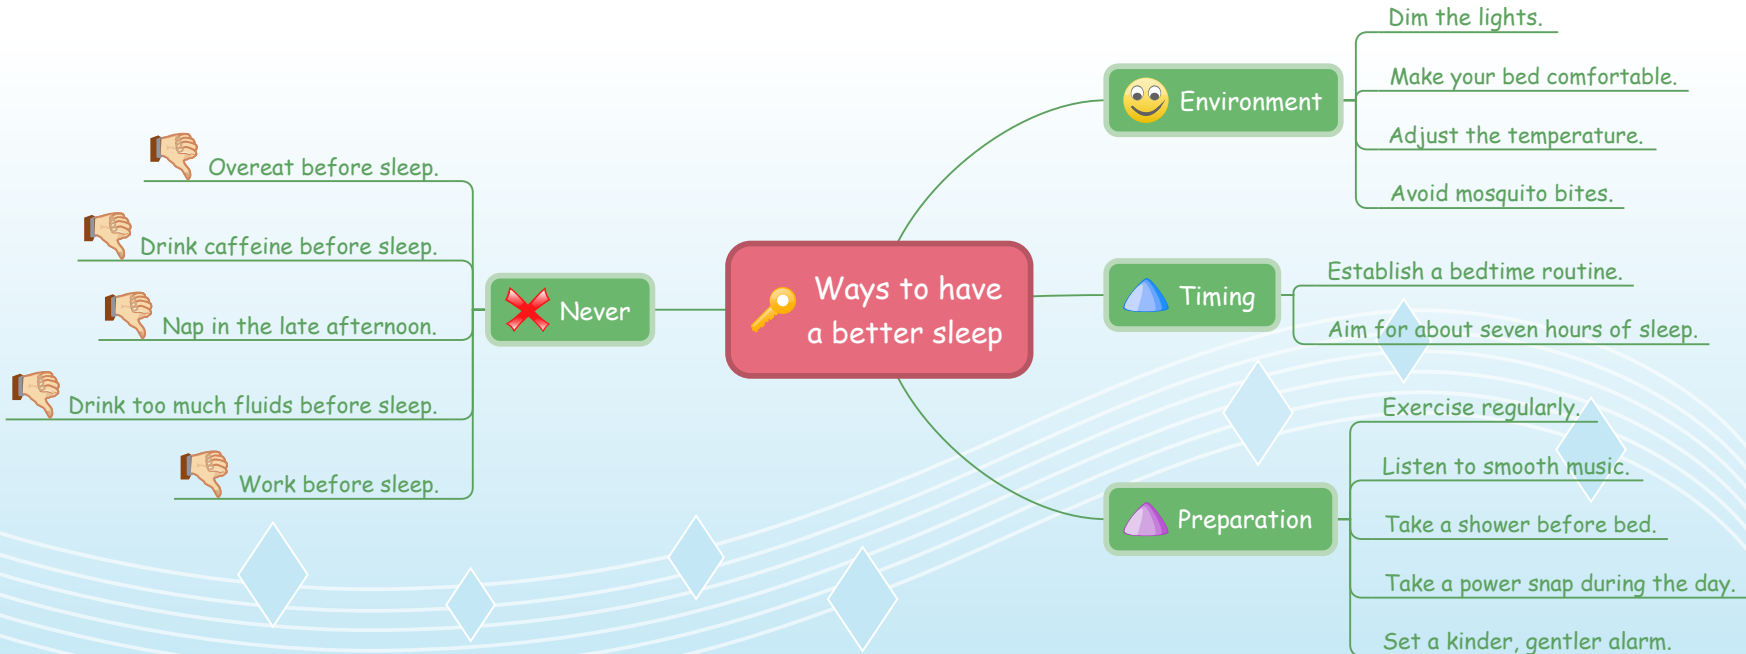 Ways to have
a better sleep
Environment
Dim the lights.
Make your bed comfortable.
Adjust the temperature.
Avoid mosquito bites.
Timing
Establish a bedtime routine.
Aim for about seven hours of sleep.
Preparation
Exercise regularly.
Listen to smooth music.
Take a shower before bed.
Take a power snap during the day.
Set a kinder, gentler alarm.
Never
Overeat before sleep.
Drink caffeine before sleep.
Nap in the late afternoon.
Drink too much fluids before sleep.
Work before sleep.